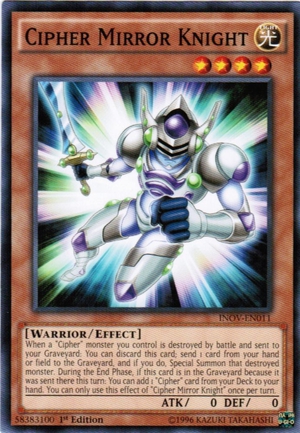 Cipher Mirror Knight
LIGHT
光
INOV-EN011
[WARRIOR/EFFECT]
When a "Cipher" monster you control is destroyed by battle and sent to
your Graveyard: You can discard this card; send 1 card from your hand
or field to the Graveyard, and if you do, Special Summon that destroyed
monster. During the End Phase, if this card is in the Graveyard because it
was sent there this turn: You can add 1 "Cipher" card from your Deck to your
hand. You can only use this effect of "Cipher Mirror Knight" once per turn.
ATK/ 0 DEF/ 0
58383100 1st Edition ©1996 KAZUKI TAKAHASHI